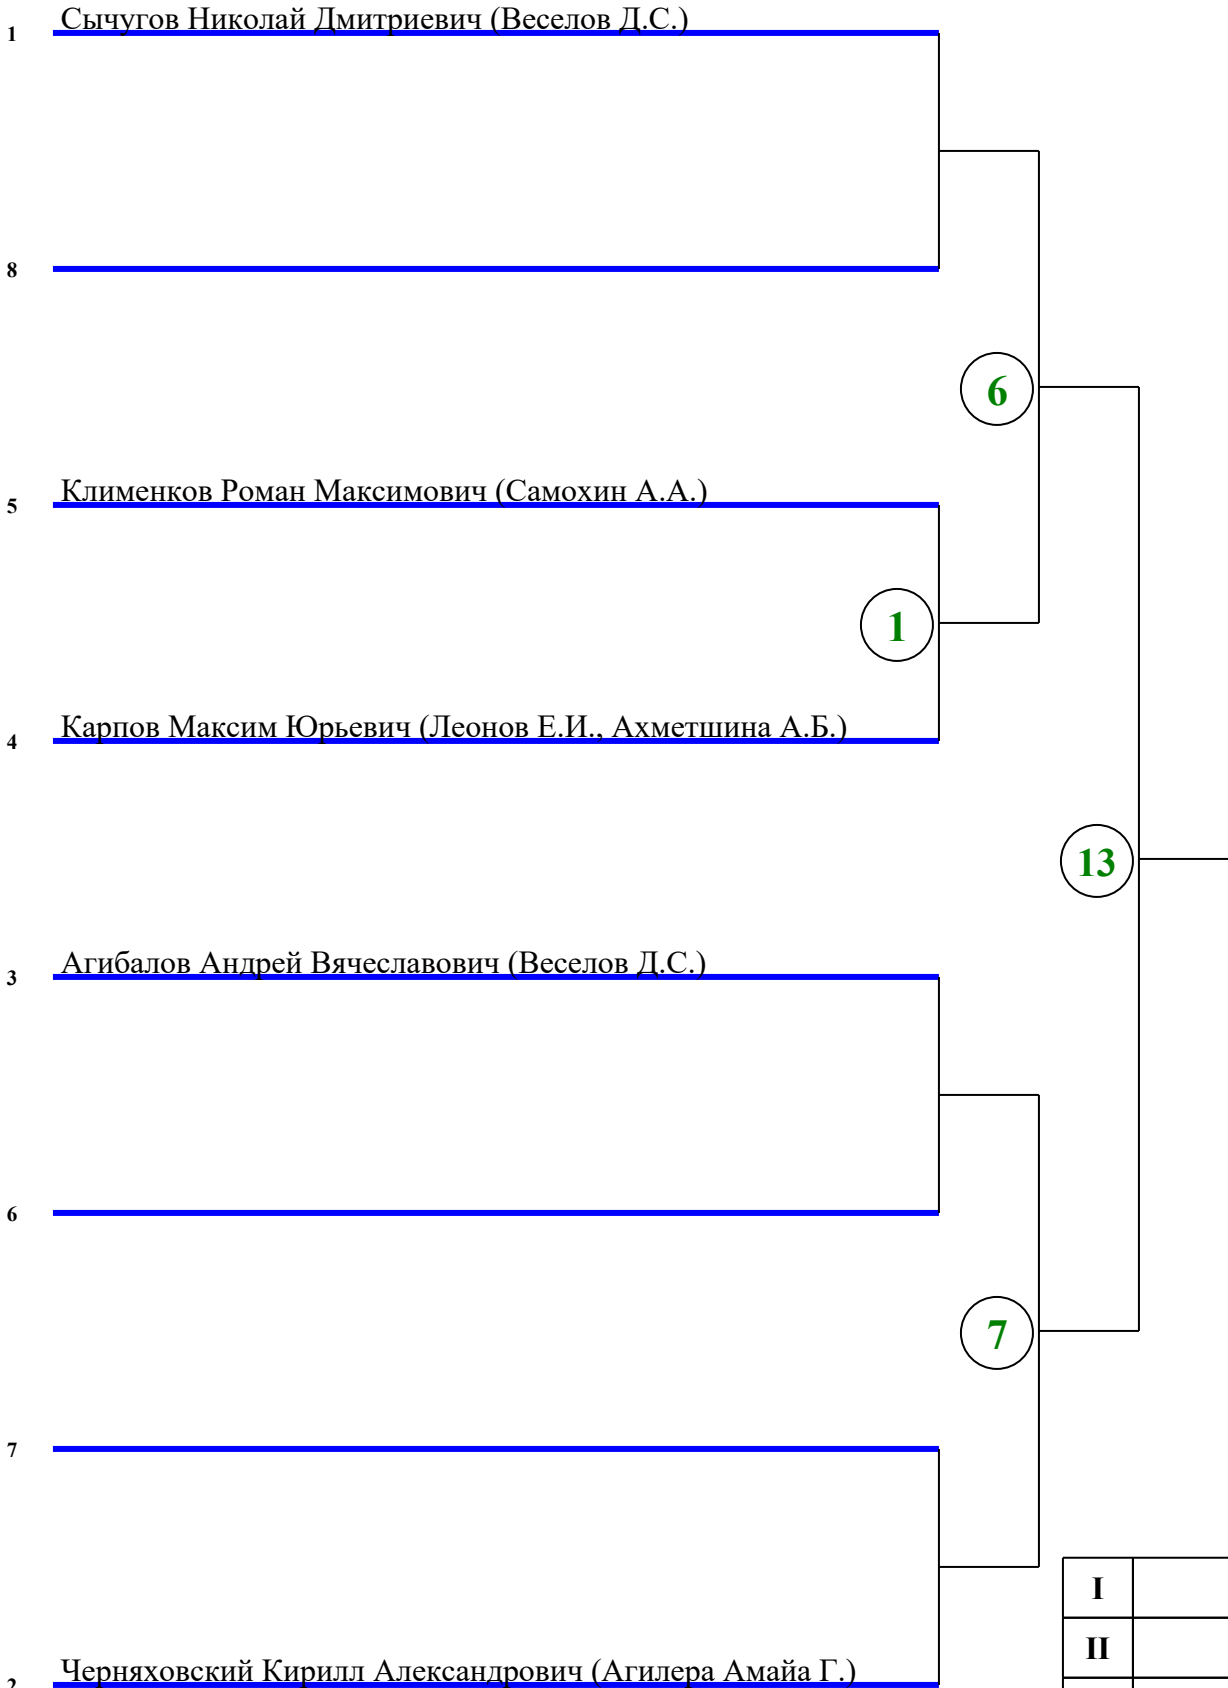 1 Сычугов Николай Дмитриевич (Веселов Д.С.)
8
6
5 Клименков Роман Максимович (Самохин А.А.)
1
4 Карпов Максим Юрьевич (Леонов Е.И., Ахметшина А.Б.)
13
3 Агибалов Андрей Вячеславович (Веселов Д.С.)
6
7
7
I
II
2 Черняховский Кирилл Александрович (Агилера Амайа Г.)